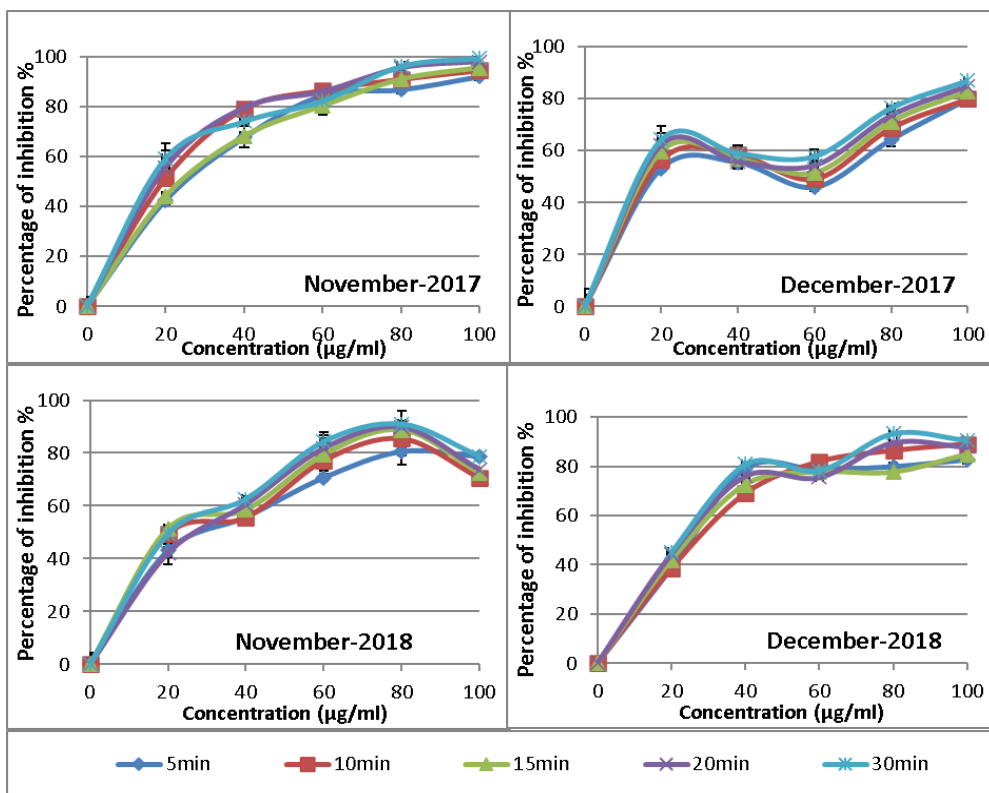 Percentage of inhibition %
100
80
60
40
20
0
0 20 40 60 80 100
Concentration (µg/ml)
November-2017
Percentage of inhibition %
100
80
60
40
20
0
0 20 40 60 80 100
Concentration (µg/ml)
December-2017
Percentage of inhibition %
100
80
60
40
20
0
0 20 40 60 80 100
Concentration (µg/ml)
November-2018
Percentage of inhibition %
100
80
60
40
20
0
0 20 40 60 80 100
Concentration (µg/ml)
December-2018
5min 10min 15min 20min 30min